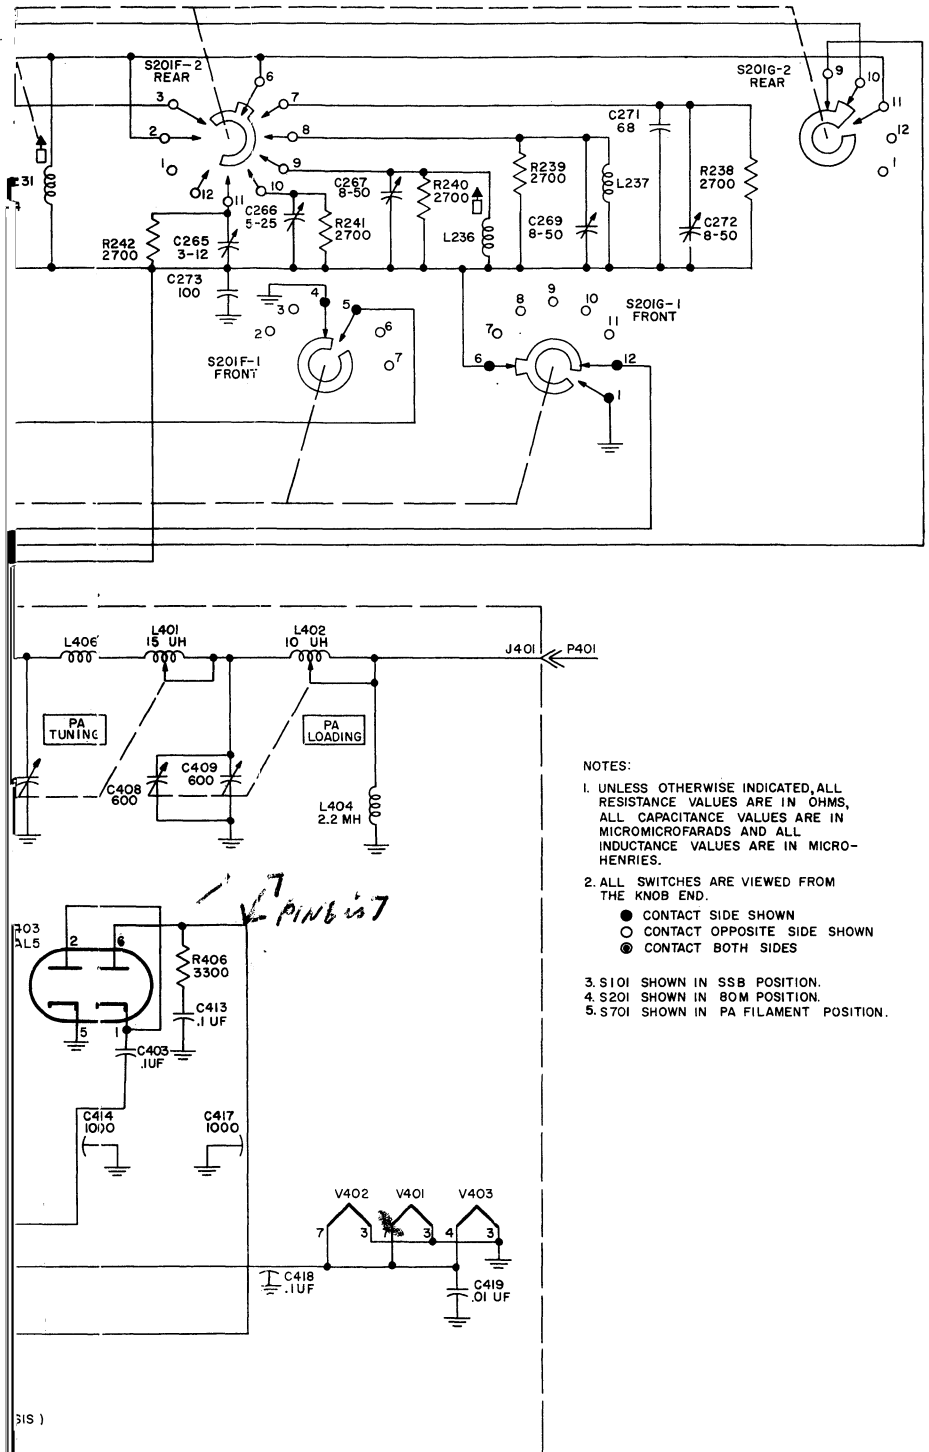 S201F-2
REAR
S201G-2
REAR
6
9
10
3
7
11
C271
68
2
8
12
1
9
R239
2700
R238
2700
1
31
12
10
C267
8-50
R240
2700
L237
11
C266
5-25
R241
2700
C269
8-50
C272
8-50
R242
2700
C265
3-12
L236
C273
100
4
5
3
2
6
7
S201F-1
FRONT
9
8
10
S201G-1
FRONT
7
11
6
12
1
L406
L401
15 UH
L402
10 UH
J401
P401
PA
TUNING
PA
LOADING
C408
600
C409
600
L404
2.2 MH
NOTES:
1. UNLESS OTHERWISE INDICATED, ALL
RESISTANCE VALUES ARE IN OHMS,
ALL CAPACITANCE VALUES ARE IN
MICROMICROFARADS AND ALL
INDUCTANCE VALUES ARE IN MICRO-
HENRIES.
2. ALL SWITCHES ARE VIEWED FROM
THE KNOB END.
CONTACT SIDE SHOWN
CONTACT OPPOSITE SIDE SHOWN
CONTACT BOTH SIDES
3. S101 SHOWN IN SSB POSITION.
4. S201 SHOWN IN 80M POSITION.
5. S701 SHOWN IN PA FILAMENT POSITION.
7
PIN 6 is 7
403
AL5
2
6
R406
3300
C413
.1 UF
5
1
C403
.1UF
C414
1000
C417
1000
V402
V401
V403
7
3
3
4
3
C418
.1UF
C419
.01 UF
SIS )